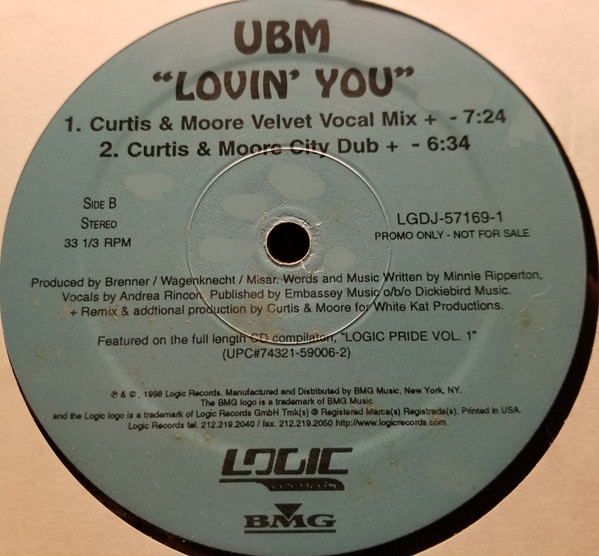 UBM
"LOVIN' YOU"
1. Curtis & Moore Velvet Vocal Mix + - 7:24
2. Curtis & Moore City Dub + - 6:34
SIDE B
STEREO
33 1/3 RPM
LGDJ-57169-1
PROMO ONLY - NOT FOR SALE
Produced by Brenner / Wagenknecht / Misar. Words and Music Written by Minnie Ripperton,
Vocals by Andrea Rincon, Published by Embassey Music o/b/o Dickiebird Music.
+ Remix & addtional production by Curtis & Moore for White Kat Productions.
Featured on the full length CD compilaton, "LOGIC PRIDE VOL. 1"
(UPC#74321-59006-2)
℗ & ©, 1998 Logic Records. Manufactured and Distributed by BMG Music, New York, NY.
The BMG logo is a trademark of BMG Music
and the Logic logo is a trademark of Logic Records GmbH Tmk(s) ® Registered Marca(s) Registrada(s). Printed in USA.
Logic Records tel. 212.219.2040 / fax. 212.219.2050 http://www.logicrecords.com
LOGIC
RECORDS
BMG